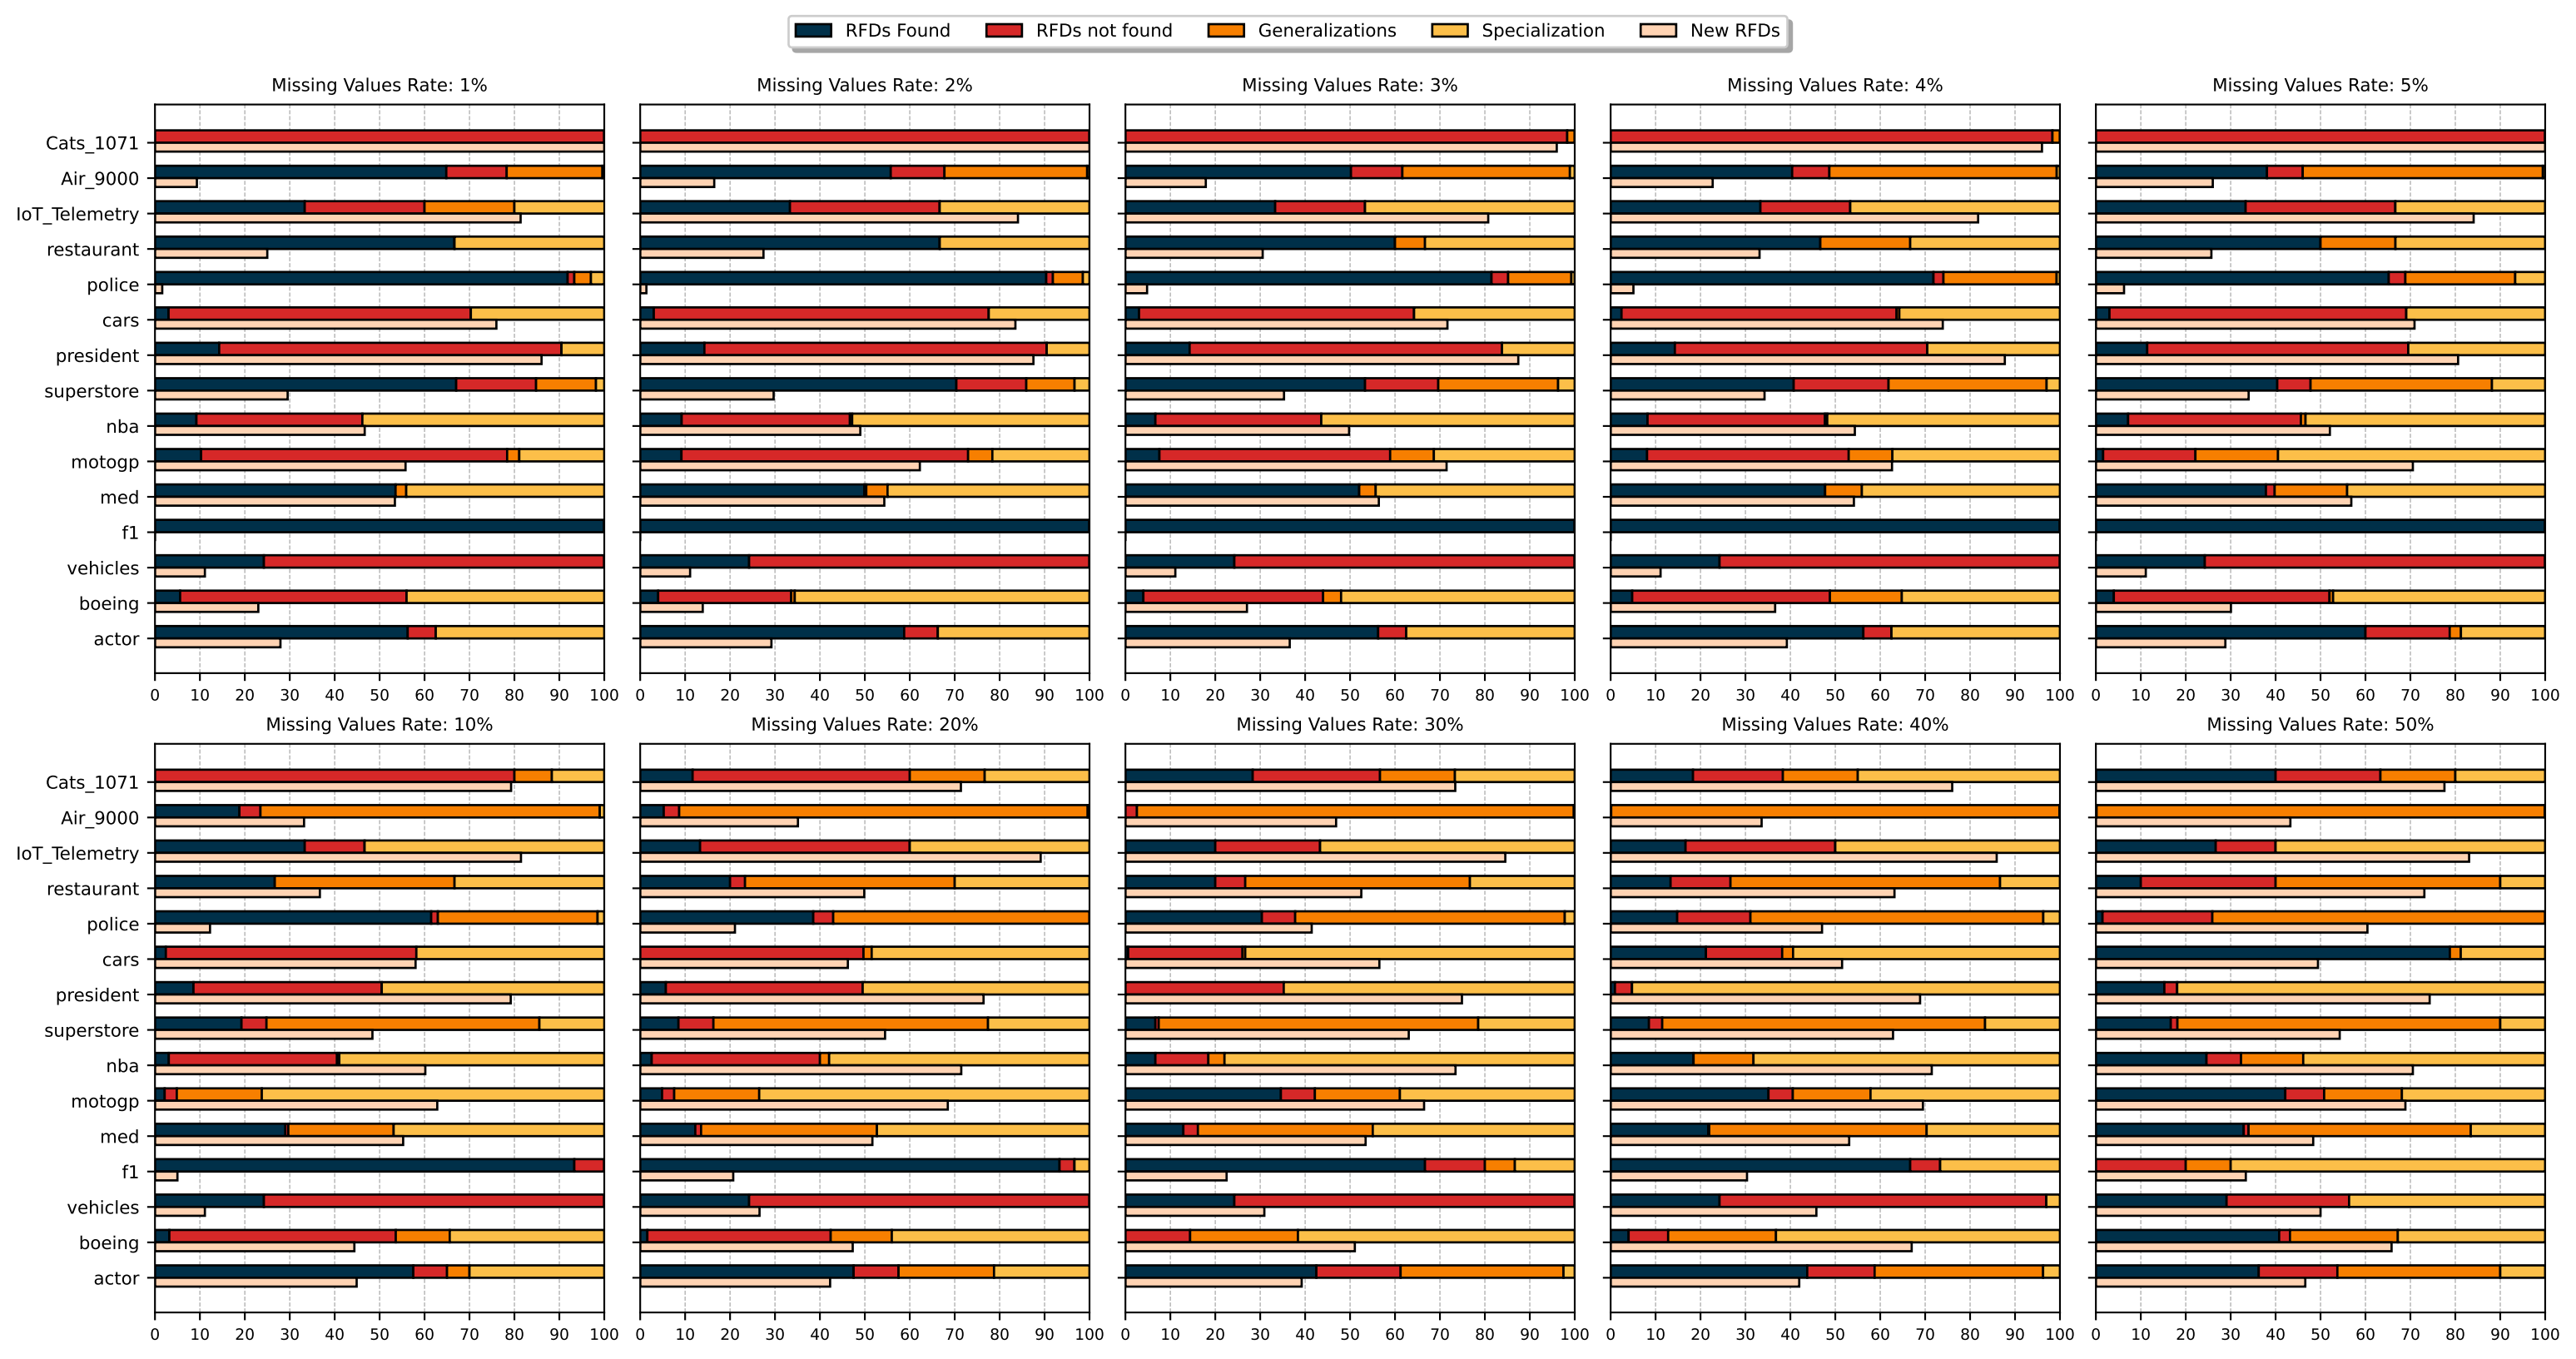 RFDs Found RFDs not found Generalizations Specialization New RFDs
Missing Values Rate: 1% Missing Values Rate: 2% Missing Values Rate: 3% Missing Values Rate: 4% Missing Values Rate: 5%
Cats_1071
Air_9000
IoT_Telemetry
restaurant
police
cars
president
superstore
nba
motogp
med
f1
vehicles
boeing
actor
0 10 20 30 40 50 60 70 80 90 100 0 10 20 30 40 50 60 70 80 90 100 0 10 20 30 40 50 60 70 80 90 100 0 10 20 30 40 50 60 70 80 90 100 0 10 20 30 40 50 60 70 80 90 100
Missing Values Rate: 10% Missing Values Rate: 20% Missing Values Rate: 30% Missing Values Rate: 40% Missing Values Rate: 50%
Cats_1071
Air_9000
IoT_Telemetry
restaurant
police
cars
president
superstore
nba
motogp
med
f1
vehicles
boeing
actor
0 10 20 30 40 50 60 70 80 90 100 0 10 20 30 40 50 60 70 80 90 100 0 10 20 30 40 50 60 70 80 90 100 0 10 20 30 40 50 60 70 80 90 100 0 10 20 30 40 50 60 70 80 90 100